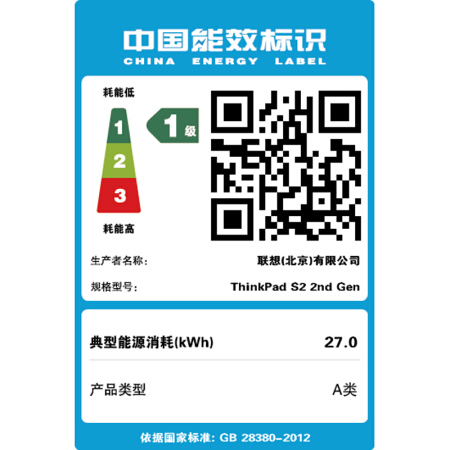 中国能效标识
CHINA ENERGY LABEL
耗能低
1
2
3
耗能高
1级
生产者名称： 联想(北京)有限公司
规格型号： ThinkPad S2 2nd Gen
典型能源消耗(kWh) 27.0
产品类型 A类
依据国家标准: GB 28380-2012